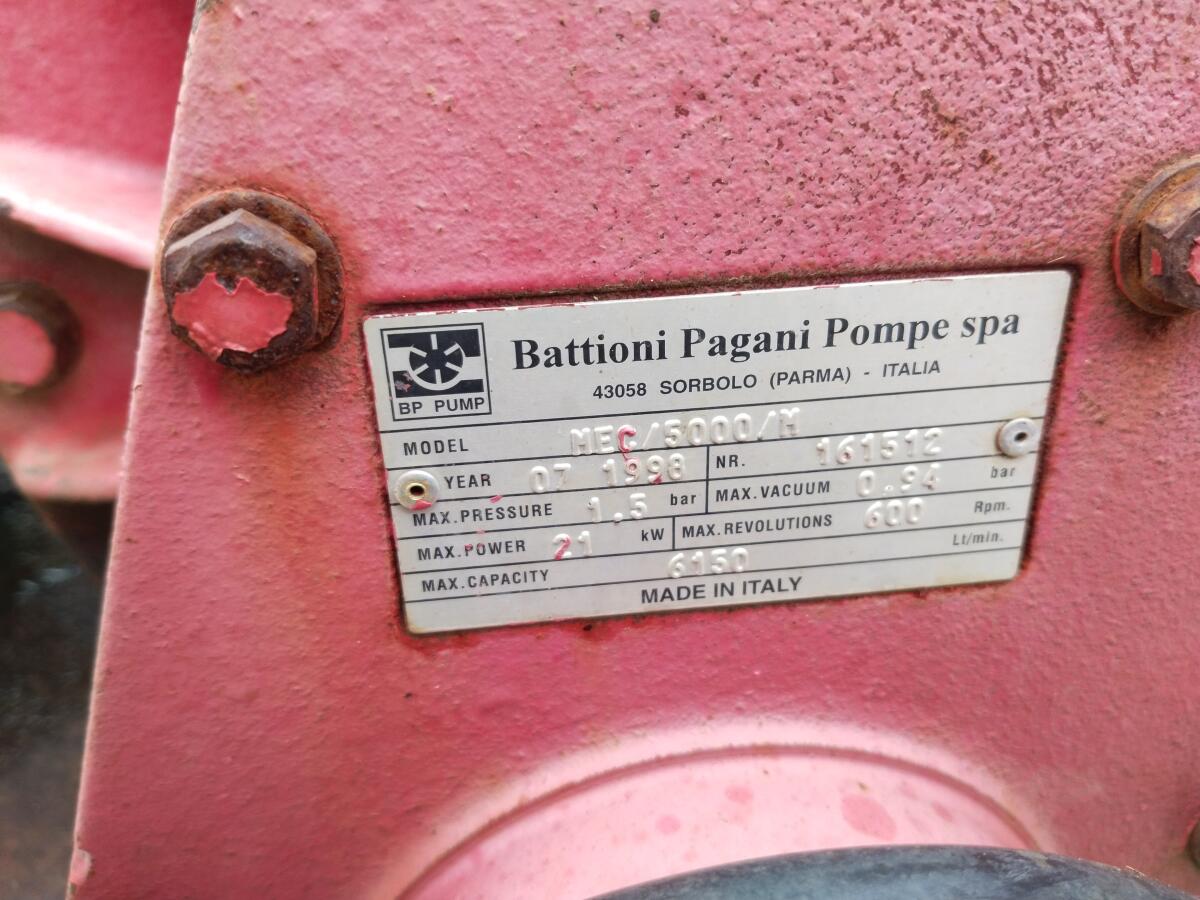 Battioni Pagani Pompe spa
43058 SORBOLO (PARMA) - ITALIA
BP PUMP
MODEL MEC/5000/M
YEAR 07 1998 NR. 161512
MAX.PRESSURE 1,5 bar MAX.VACUUM 0.94 bar
MAX.POWER 21 kW MAX.REVOLUTIONS 600 Rpm.
MAX.CAPACITY 6150 Lt/min.
MADE IN ITALY